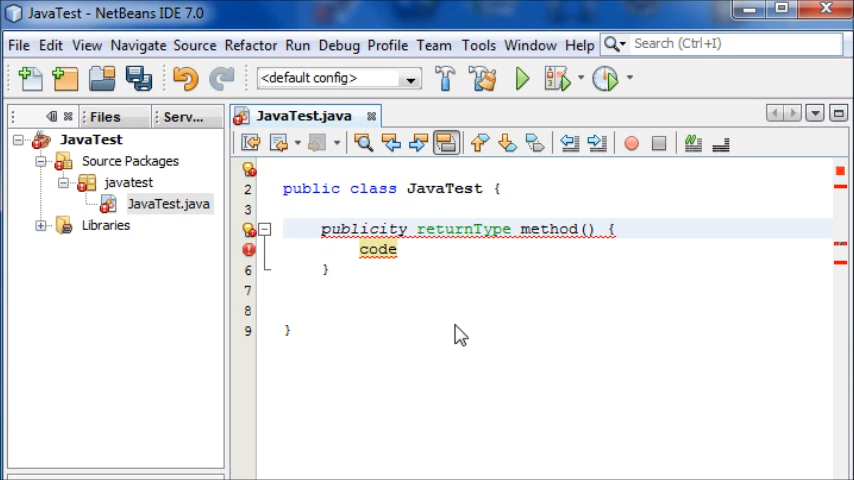 JavaTest - NetBeans IDE 7.0
File Edit View Navigate Source Refactor Run Debug Profile Team Tools Window Help Search (Ctrl+I)
<default config>
Files Serv... JavaTest.java
JavaTest
Source Packages
javatest
JavaTest.java
Libraries
2 public class JavaTest {
3
publicity returnType method() {
code
6 }
7
8
9 }